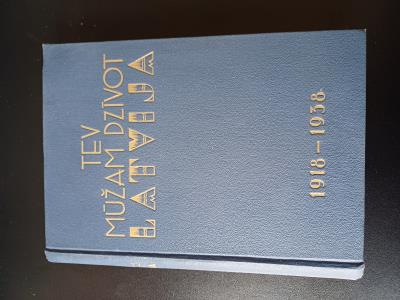 TEV
MŪŽAM DZĪVOT
LATVIJA
1918 – 1938